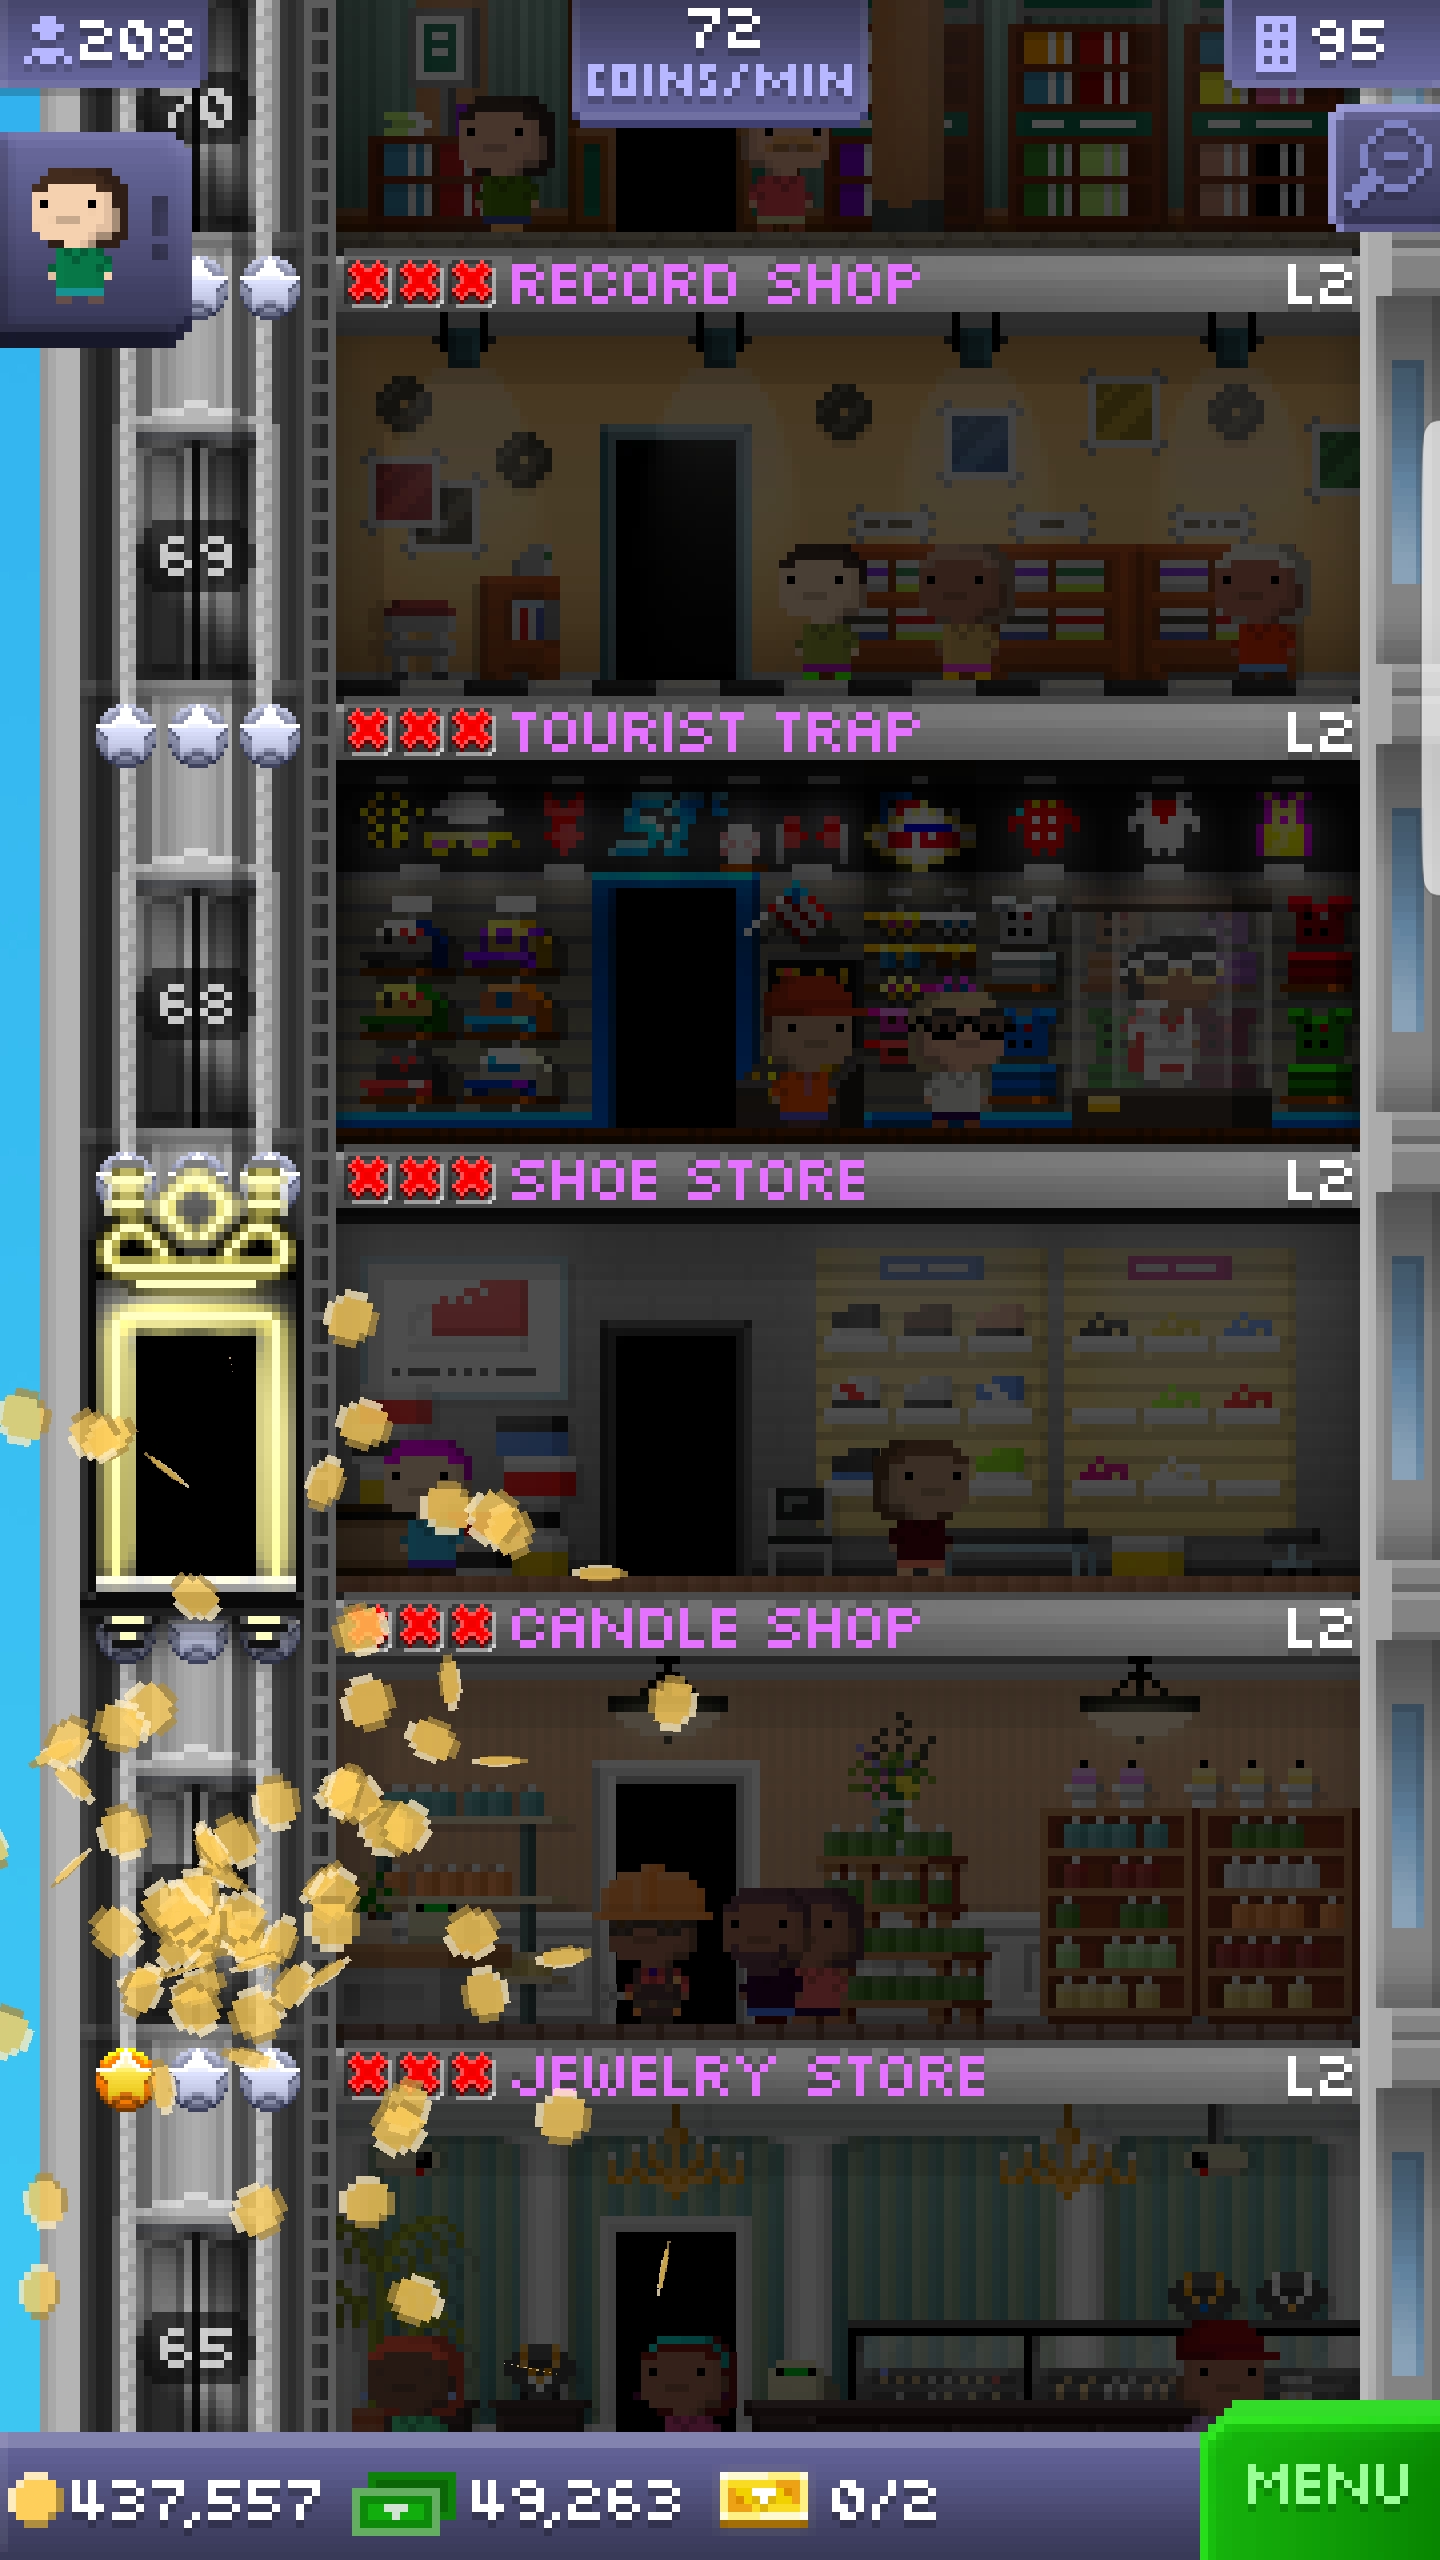 208
72
COINS/MIN
95
70
RECORD SHOP L2
69
TOURIST TRAP L2
68
SHOE STORE L2
CANDLE SHOP L2
JEWELRY STORE L2
65
437,557 49,263 0/2 MENU